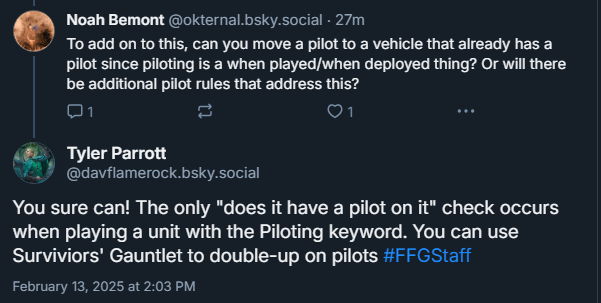 Noah Bemont @okternal.bsky.social · 27m
To add on to this, can you move a pilot to a vehicle that already has a
pilot since piloting is a when played/when deployed thing? Or will there
be additional pilot rules that address this?
1
1
Tyler Parrott
@davflamerock.bsky.social
You sure can! The only "does it have a pilot on it" check occurs
when playing a unit with the Piloting keyword. You can use
Surviviors' Gauntlet to double-up on pilots #FFGStaff
February 13, 2025 at 2:03 PM